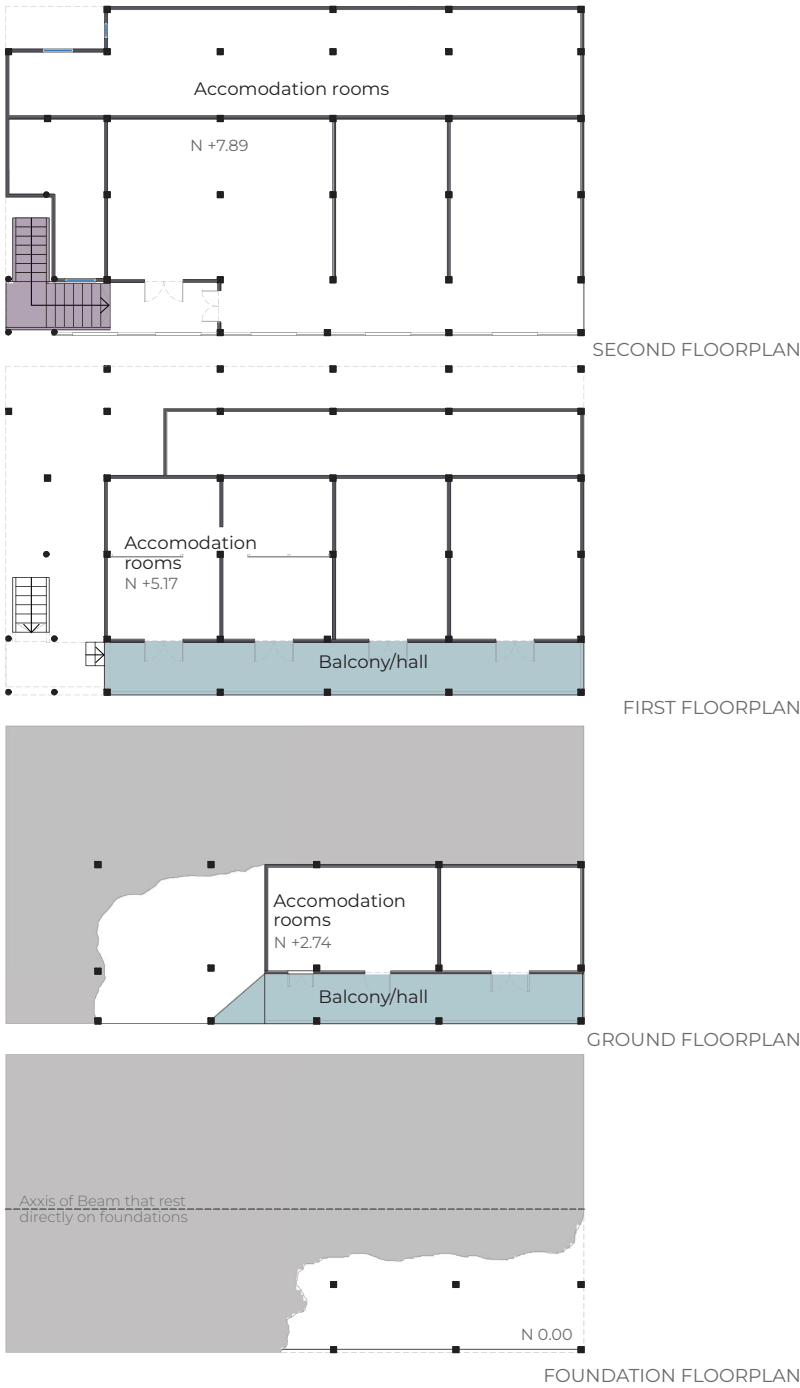 Accomodation rooms
N +7.89
SECOND FLOORPLAN
Accomodation
rooms
N +5.17
Balcony/hall
FIRST FLOORPLAN
Accomodation
rooms
N +2.74
Balcony/hall
GROUND FLOORPLAN
Axxis of Beam that rest
directly on foundations
N 0.00
FOUNDATION FLOORPLAN